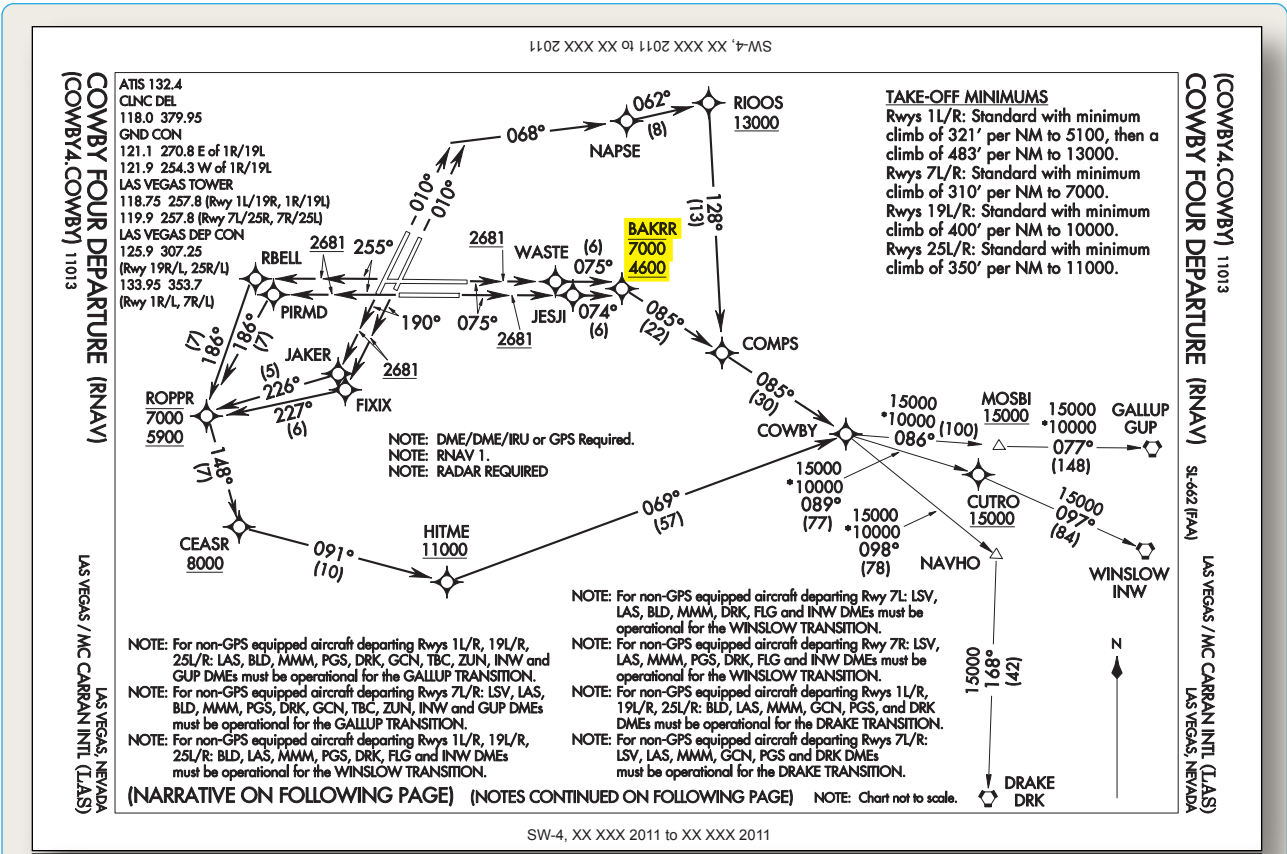 SW-4, XX XXX 2011 to XX XXX 2011
(COWBY4.COWBY) 11013
COWBY FOUR DEPARTURE (RNAV)
LAS VEGAS / MC CARRAN INTL (LAS)
LAS VEGAS, NEVADA
ATIS 132.4
CLNC DEL
118.0 379.95
GND CON
121.1 270.8 E of 1R/19L
121.9 254.3 W of 1R/19L
LAS VEGAS TOWER
118.75 257.8 (Rwy 1L/19R, 1R/19L)
119.9 257.8 (Rwy 7L/25R, 7R/25L)
LAS VEGAS DEP CON
125.9 307.25
(Rwy 19R/L, 25R/L)
133.95 353.7
(Rwy 1R/L, 7R/L)
TAKE-OFF MINIMUMS
Rwys 1L/R: Standard with minimum
climb of 321' per NM to 5100, then a
climb of 483' per NM to 13000.
Rwys 7L/R: Standard with minimum
climb of 310' per NM to 7000.
Rwys 19L/R: Standard with minimum
climb of 400' per NM to 10000.
Rwys 25L/R: Standard with minimum
climb of 350' per NM to 11000.
068°
NAPSE
062°
(8)
RIOOS
13000
128°
(13)
010°
010°
RBELL
2681
255°
PIRMD
190°
2681
WASTE
(6)
075°
075°
2681
JESJI
074°
(6)
BAKRR
7000
4600
085°
(22)
COMPS
085°
(30)
186°
(7)
186°
(7)
JAKER
2681
(5)
226°
227°
(6)
FIXIX
ROPPR
7000
5900
148°
(7)
CEASR
8000
091°
(10)
HITME
11000
069°
(57)
COWBY
NOTE: DME/DME/IRU or GPS Required.
NOTE: RNAV 1.
NOTE: RADAR REQUIRED
15000
*10000
086°
(100)
MOSBI
15000
15000
*10000
077°
(148)
GALLUP
GUP
15000
*10000
089°
(77)
CUTRO
15000
15000
097°
(84)
WINSLOW
INW
15000
*10000
098°
(78)
NAVHO
15000
168°
(42)
DRAKE
DRK
N
NOTE: For non-GPS equipped aircraft departing Rwys 1L/R, 19L/R,
25L/R: LAS, BLD, MMM, PGS, DRK, GCN, TBC, ZUN, INW and
GUP DMEs must be operational for the GALLUP TRANSITION.
NOTE: For non-GPS equipped aircraft departing Rwys 7L/R: LSV, LAS,
BLD, MMM, PGS, DRK, GCN, TBC, ZUN, INW and GUP DMEs
must be operational for the GALLUP TRANSITION.
NOTE: For non-GPS equipped aircraft departing Rwys 1L/R, 19L/R,
25L/R: BLD, LAS, MMM, PGS, DRK, FLG and INW DMEs
must be operational for the WINSLOW TRANSITION.
NOTE: For non-GPS equipped aircraft departing Rwy 7L: LSV,
LAS, BLD, MMM, DRK, FLG and INW DMEs must be
operational for the WINSLOW TRANSITION.
NOTE: For non-GPS equipped aircraft departing Rwy 7R: LSV,
LAS, MMM, PGS, DRK, FLG and INW DMEs must be
operational for the WINSLOW TRANSITION.
NOTE: For non-GPS equipped aircraft departing Rwys 1L/R,
19L/R, 25L/R: BLD, LAS, MMM, GCN, PGS, and DRK
DMEs must be operational for the DRAKE TRANSITION.
NOTE: For non-GPS equipped aircraft departing Rwy 7L/R:
LSV, LAS, MMM, GCN, PGS and DRK DMEs
must be operational for the DRAKE TRANSITION.
(NARRATIVE ON FOLLOWING PAGE) (NOTES CONTINUED ON FOLLOWING PAGE) NOTE: Chart not to scale.
(COWBY4.COWBY) 11013
COWBY FOUR DEPARTURE (RNAV)
SL-662 (FAA)
LAS VEGAS / MC CARRAN INTL (LAS)
LAS VEGAS, NEVADA
SW-4, XX XXX 2011 to XX XXX 2011